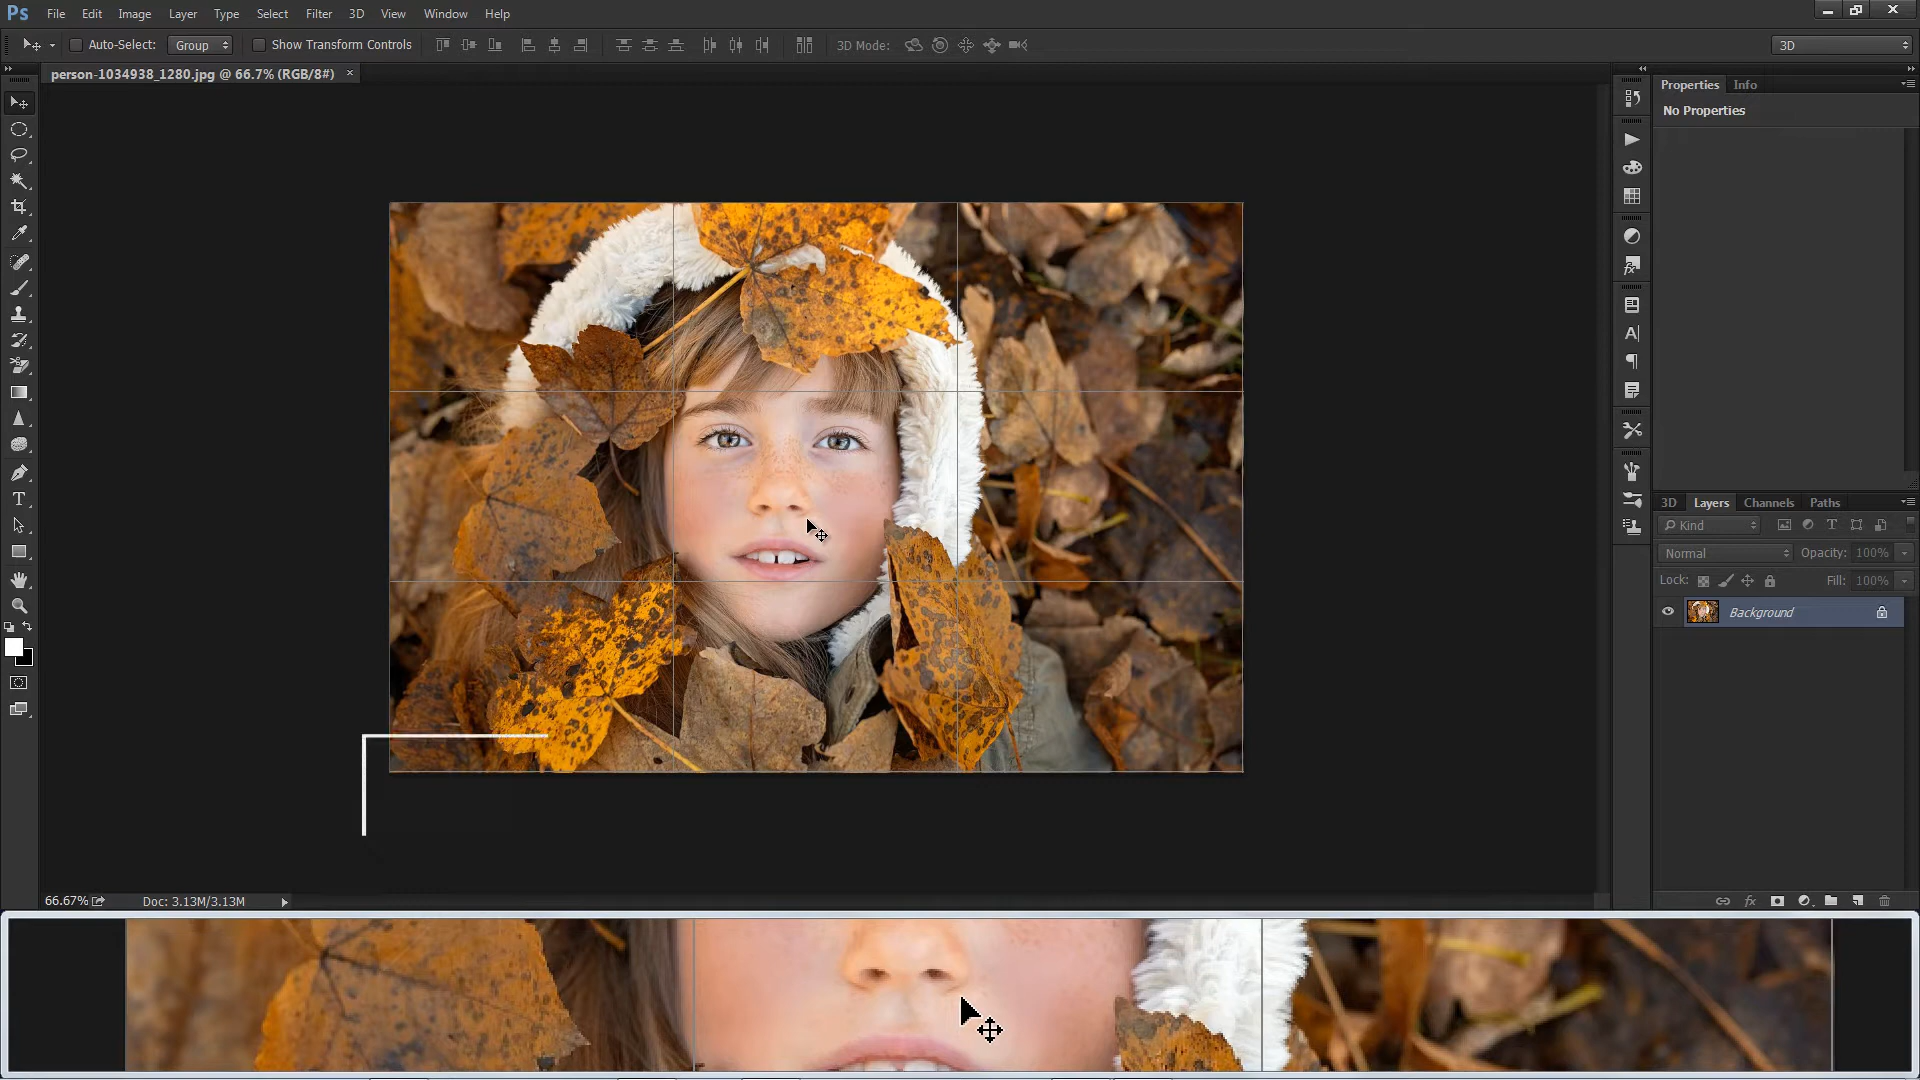 Ps File Edit Image Layer Type Select Filter 3D View Window Help
Auto-Select: Group Show Transform Controls 3D Mode: 3D
person-1034938_1280.jpg @ 66.7% (RGB/8#) ×
Properties Info
No Properties
3D Layers Channels Paths
Kind
Normal Opacity: 100%
Lock: Fill: 100%
Background
66.67% Doc: 3.13M/3.13M